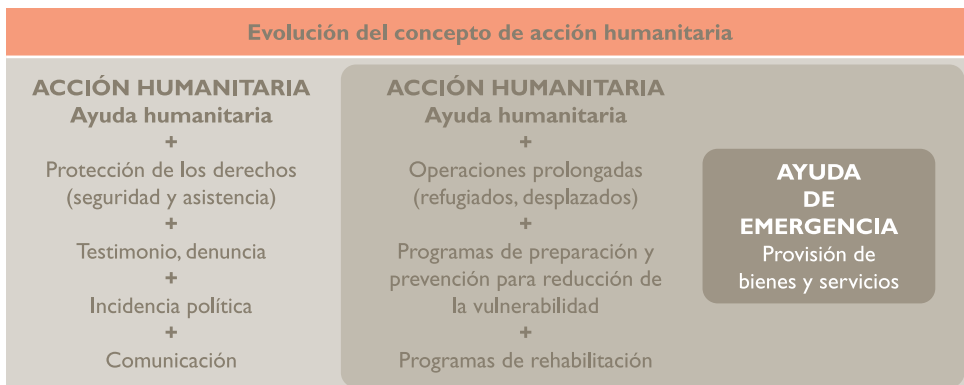 Evolución del concepto de acción humanitaria
ACCIÓN HUMANITARIA
Ayuda humanitaria
+
Protección de los derechos
(seguridad y asistencia)
+
Testimonio, denuncia
+
Incidencia política
+
Comunicación
ACCIÓN HUMANITARIA
Ayuda humanitaria
+
Operaciones prolongadas
(refugiados, desplazados)
+
Programas de preparación y
prevención para reducción de
la vulnerabilidad
+
Programas de rehabilitación
AYUDA
DE
EMERGENCIA
Provisión de
bienes y servicios